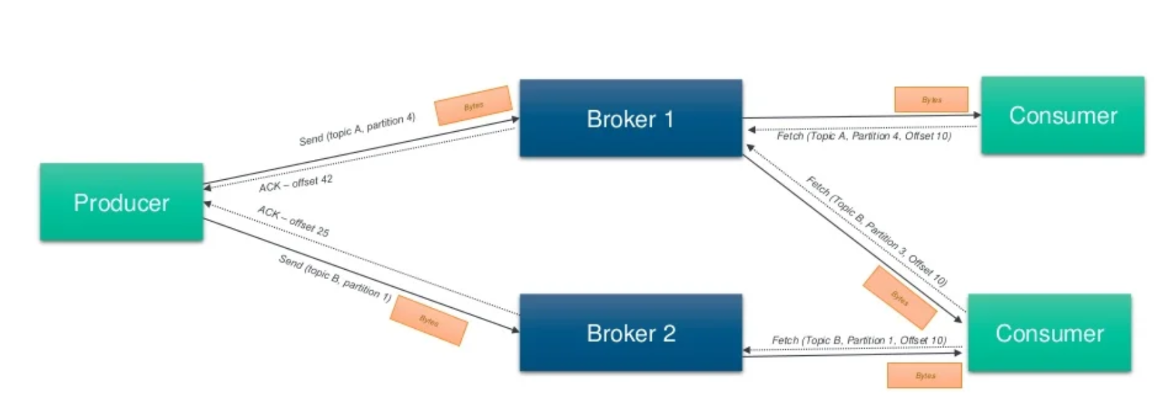 Bytes
Bytes
Send (topic A, partition 4)
Broker 1
Consumer
Fetch (Topic A, Partition 4, Offset 10)
ACK – offset 42
Producer
ACK – offset 25
Fetch (Topic B, Partition 3, Offset 10)
Send (topic B, partition 1)
Bytes
Bytes
Broker 2
Consumer
Fetch (Topic B, Partition 1, Offset 10)
Bytes